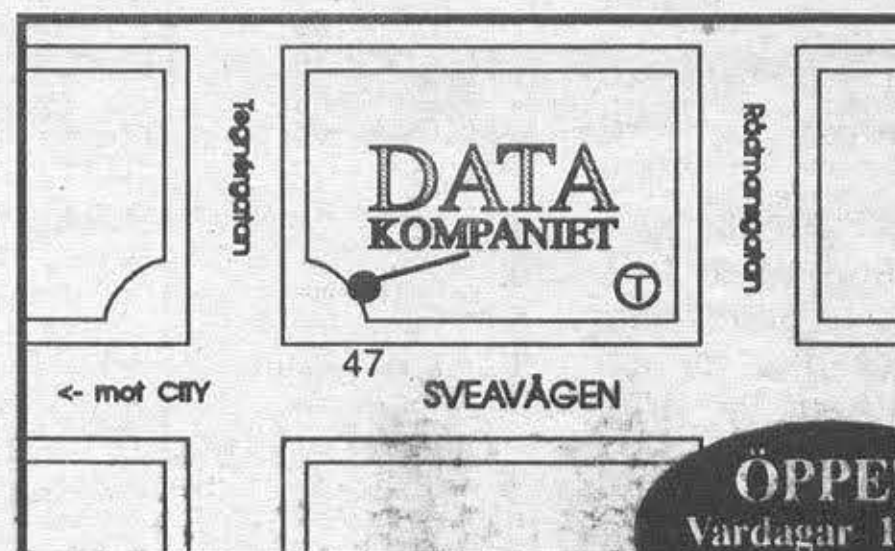 Tegnérgatan
Rådmansgatan
DATA
KOMPANIET
T
47
<- mot CITY
SVEAVÄGEN
ÖPPE
Vardagar